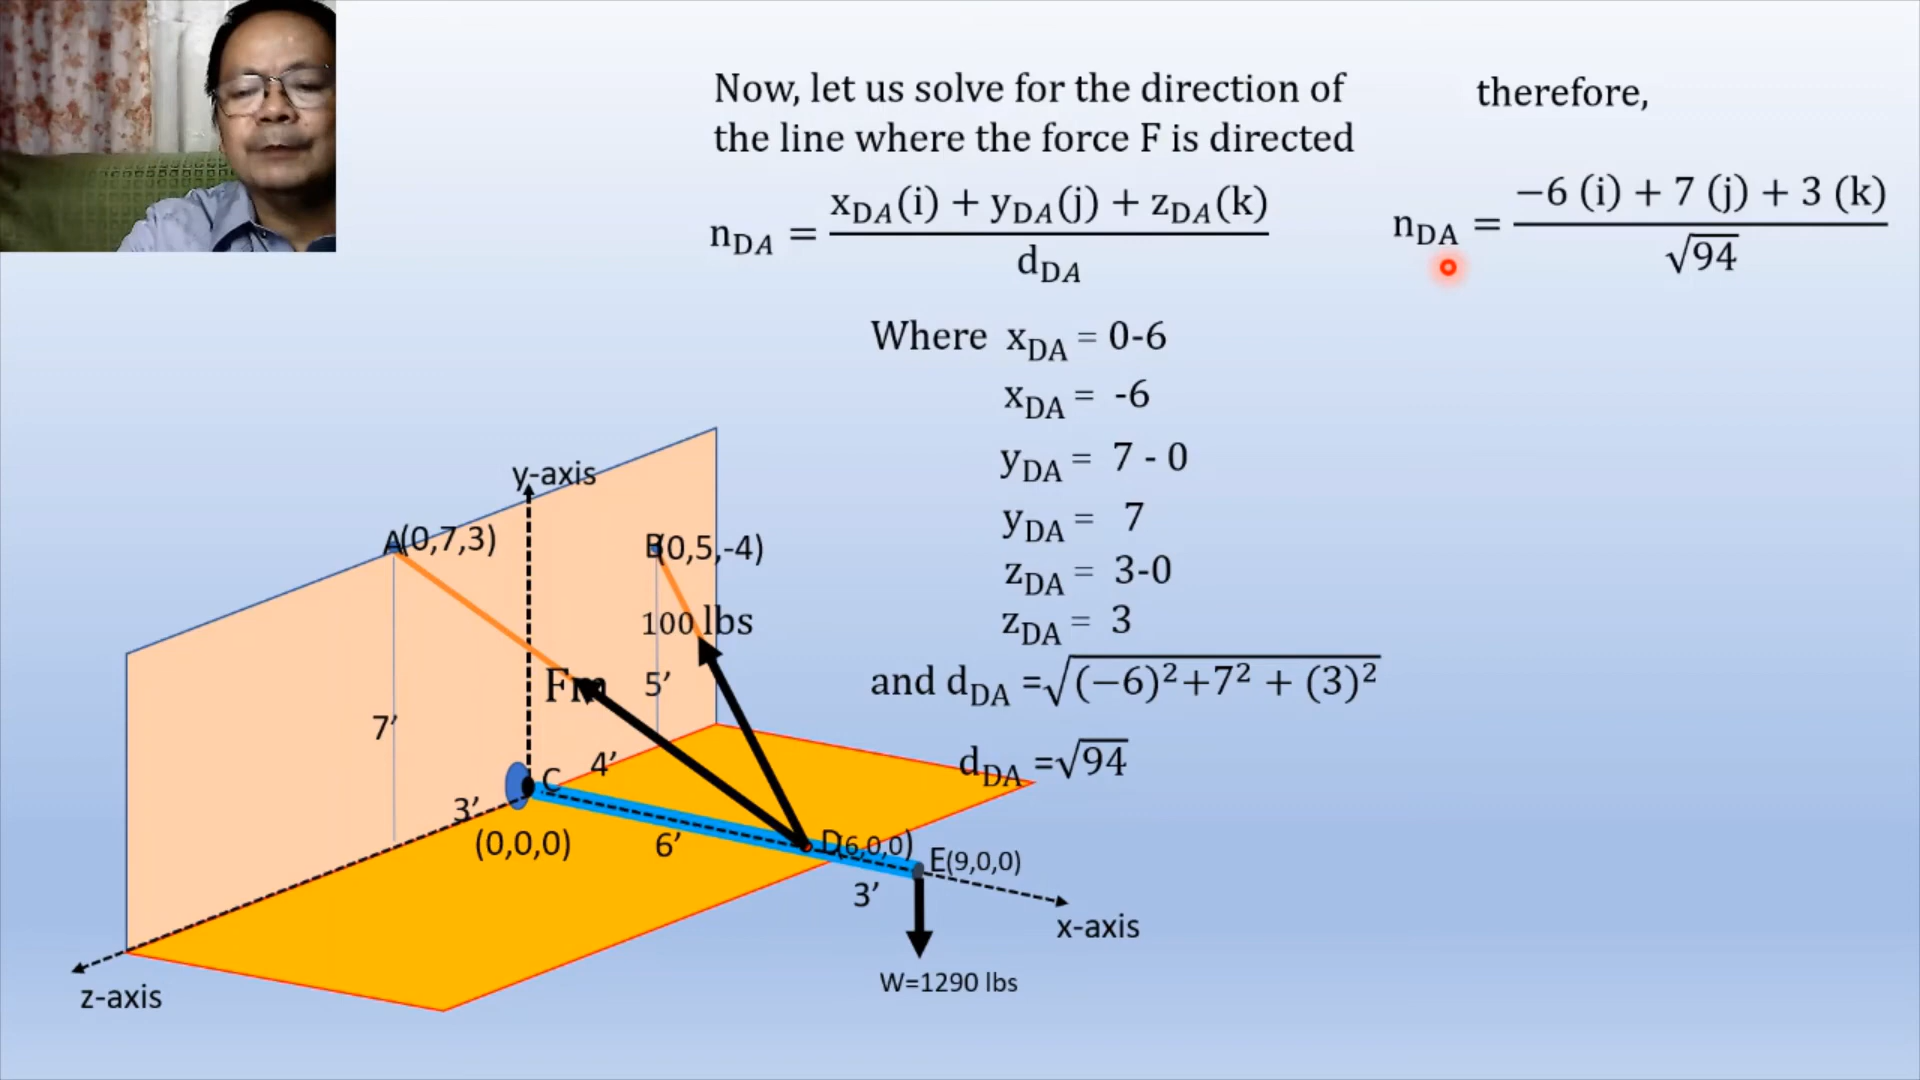 Now, let us solve for the direction of
the line where the force F is directed
n_DA = (x_DA(i) + y_DA(j) + z_DA(k)) / d_DA
Where x_DA = 0-6
x_DA = -6
y_DA = 7 - 0
y_DA = 7
z_DA = 3-0
z_DA = 3
and d_DA =√((−6)²+7² + (3)²)
d_DA =√94
therefore,
n_DA = (−6 (i) + 7 (j) + 3 (k)) / √94
y-axis
A(0,7,3)
B(0,5,-4)
100 lbs
Fm
5’
7’
4’
C
3’
(0,0,0)
6’
D(6,0,0)
E(9,0,0)
3’
x-axis
z-axis
W=1290 lbs